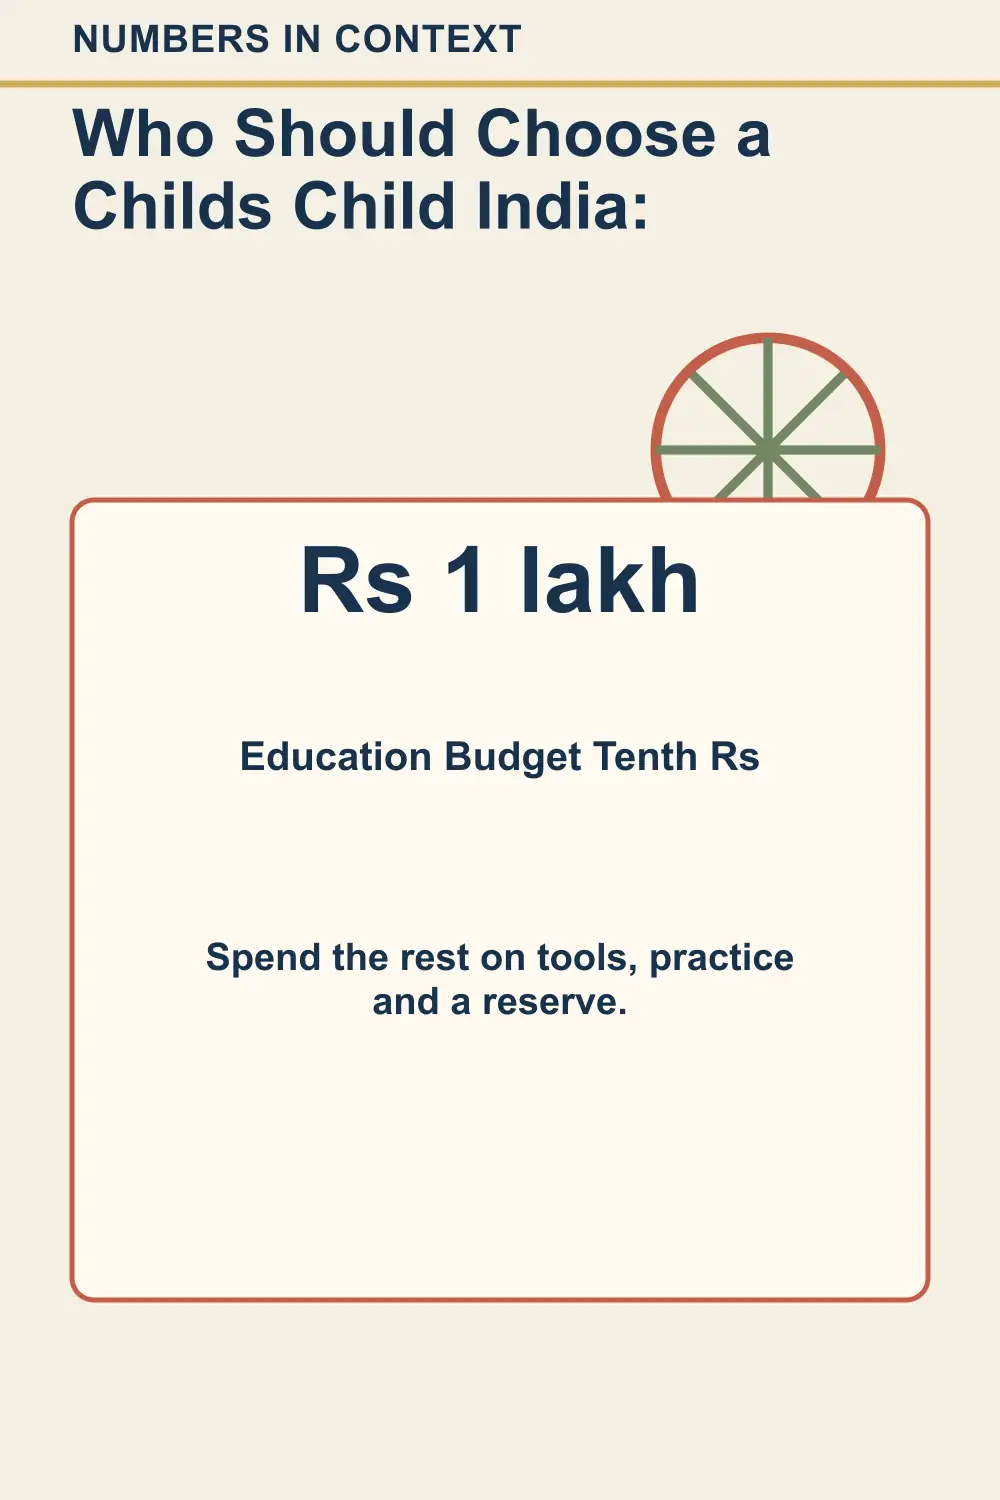 NUMBERS IN CONTEXT
Who Should Choose a
Childs Child India:
Rs 1 lakh
Education Budget Tenth Rs
Spend the rest on tools, practice
and a reserve.